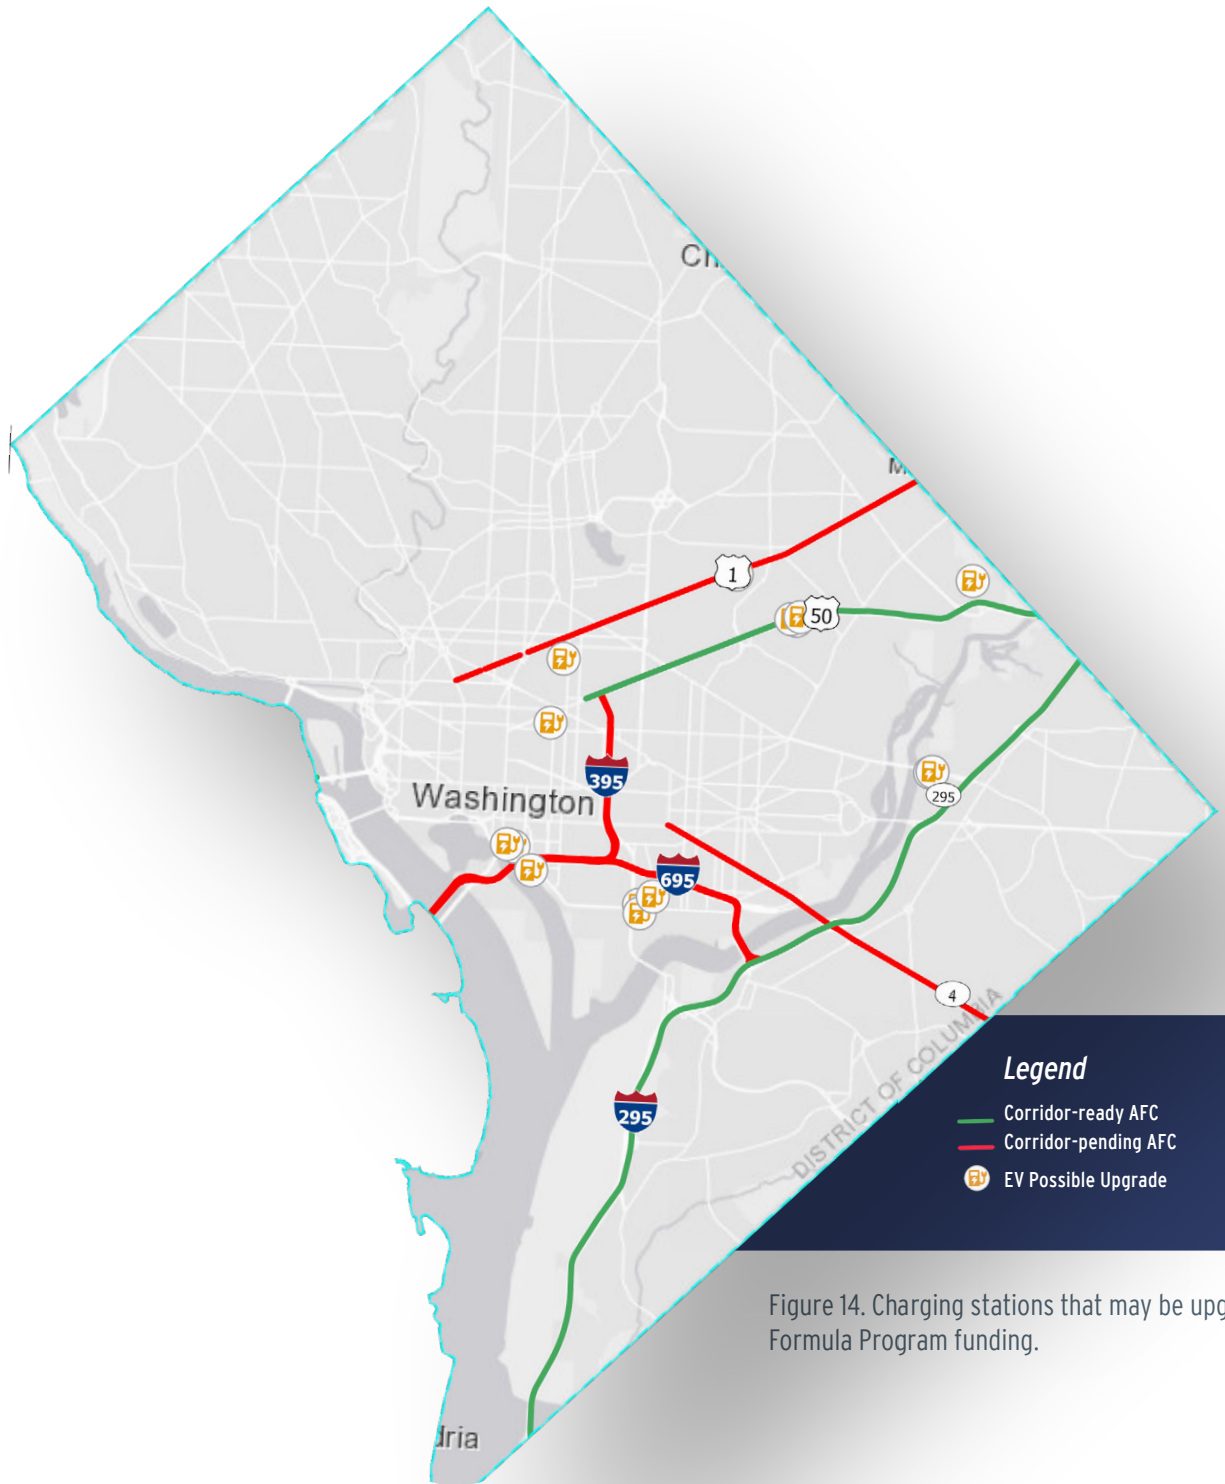 Ch
M
1
50
395
Washington
295
695
4
DISTRICT OF COLUMBIA
295
Legend
Corridor-ready AFC
Corridor-pending AFC
EV Possible Upgrade
Figure 14. Charging stations that may be upg
Formula Program funding.
dria